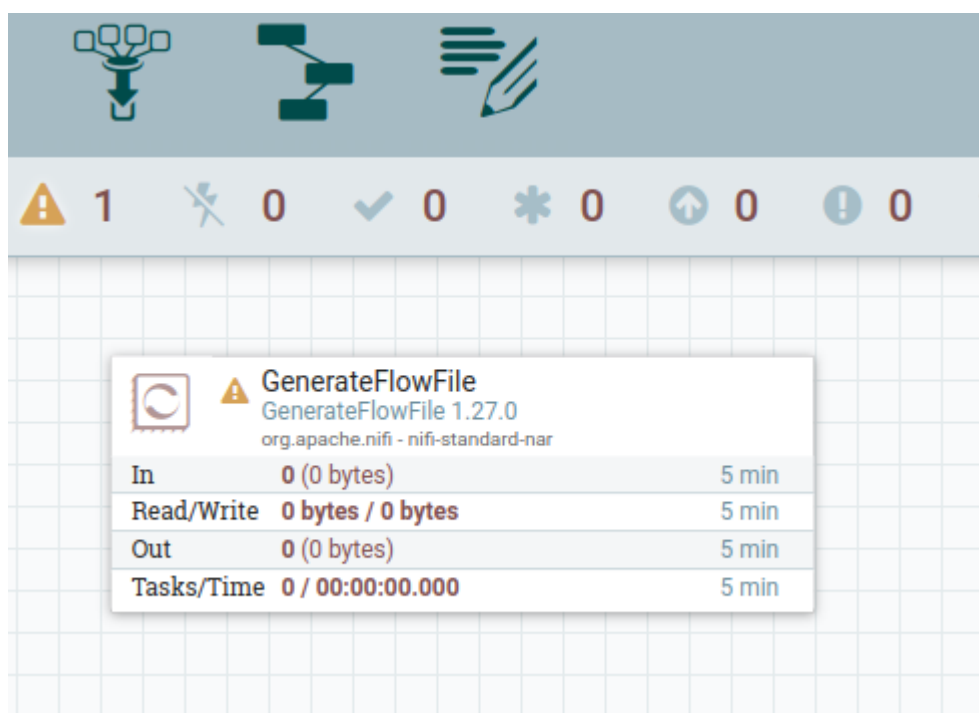 1 0 0 0 0 0
GenerateFlowFile
GenerateFlowFile 1.27.0
org.apache.nifi - nifi-standard-nar
In 0 (0 bytes) 5 min
Read/Write 0 bytes / 0 bytes 5 min
Out 0 (0 bytes) 5 min
Tasks/Time 0 / 00:00:00.000 5 min